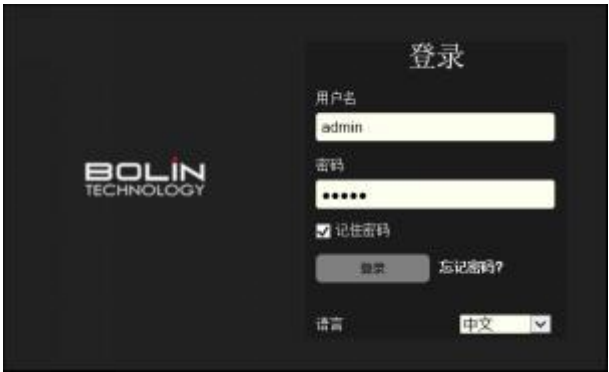 登录
用户名
admin
BOLIN
TECHNOLOGY
密码
•••••
记住密码
登录
忘记密码?
语言
中文